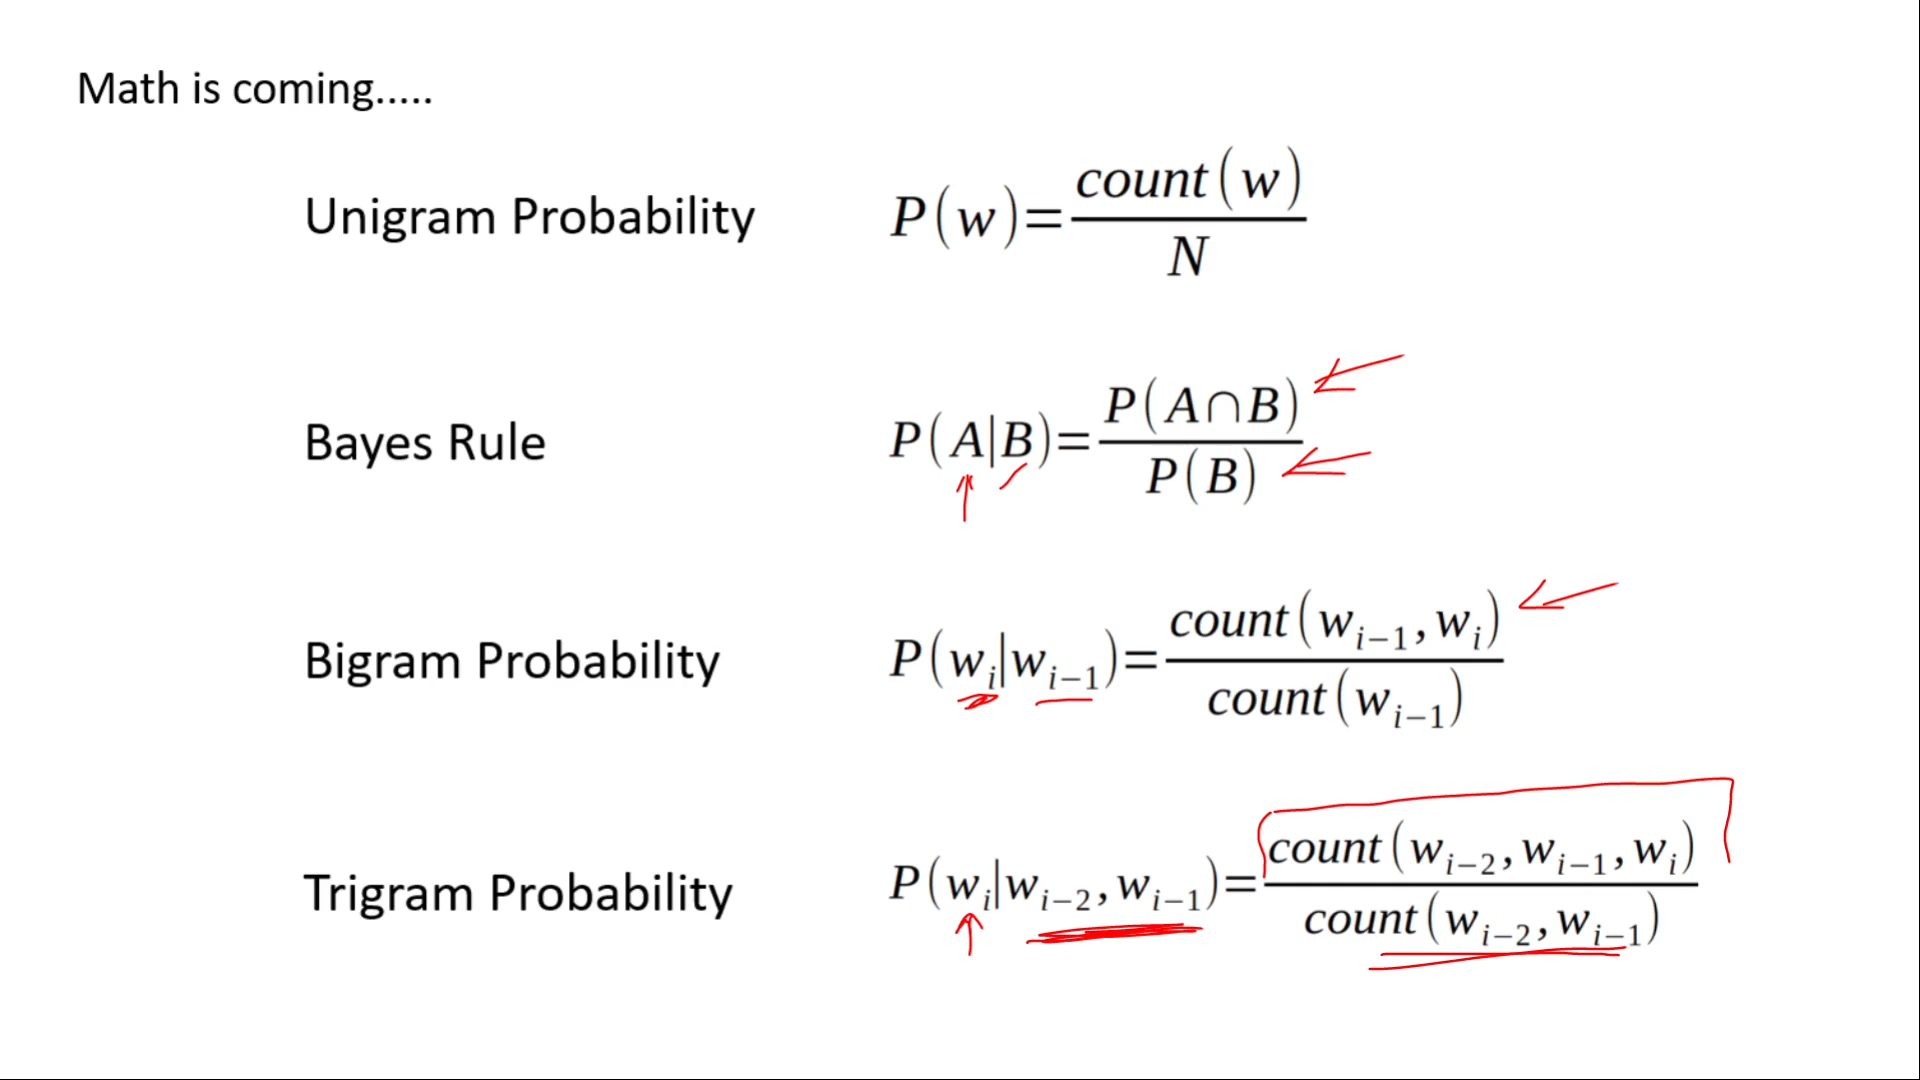 Math is coming.....
Unigram Probability P(w)=count(w)/N
Bayes Rule P(A|B)=P(A∩B)/P(B)
Bigram Probability P(w_i|w_{i−1})=count(w_{i−1},w_i)/count(w_{i−1})
Trigram Probability P(w_i|w_{i−2},w_{i−1})=count(w_{i−2},w_{i−1},w_i)/count(w_{i−2},w_{i−1})